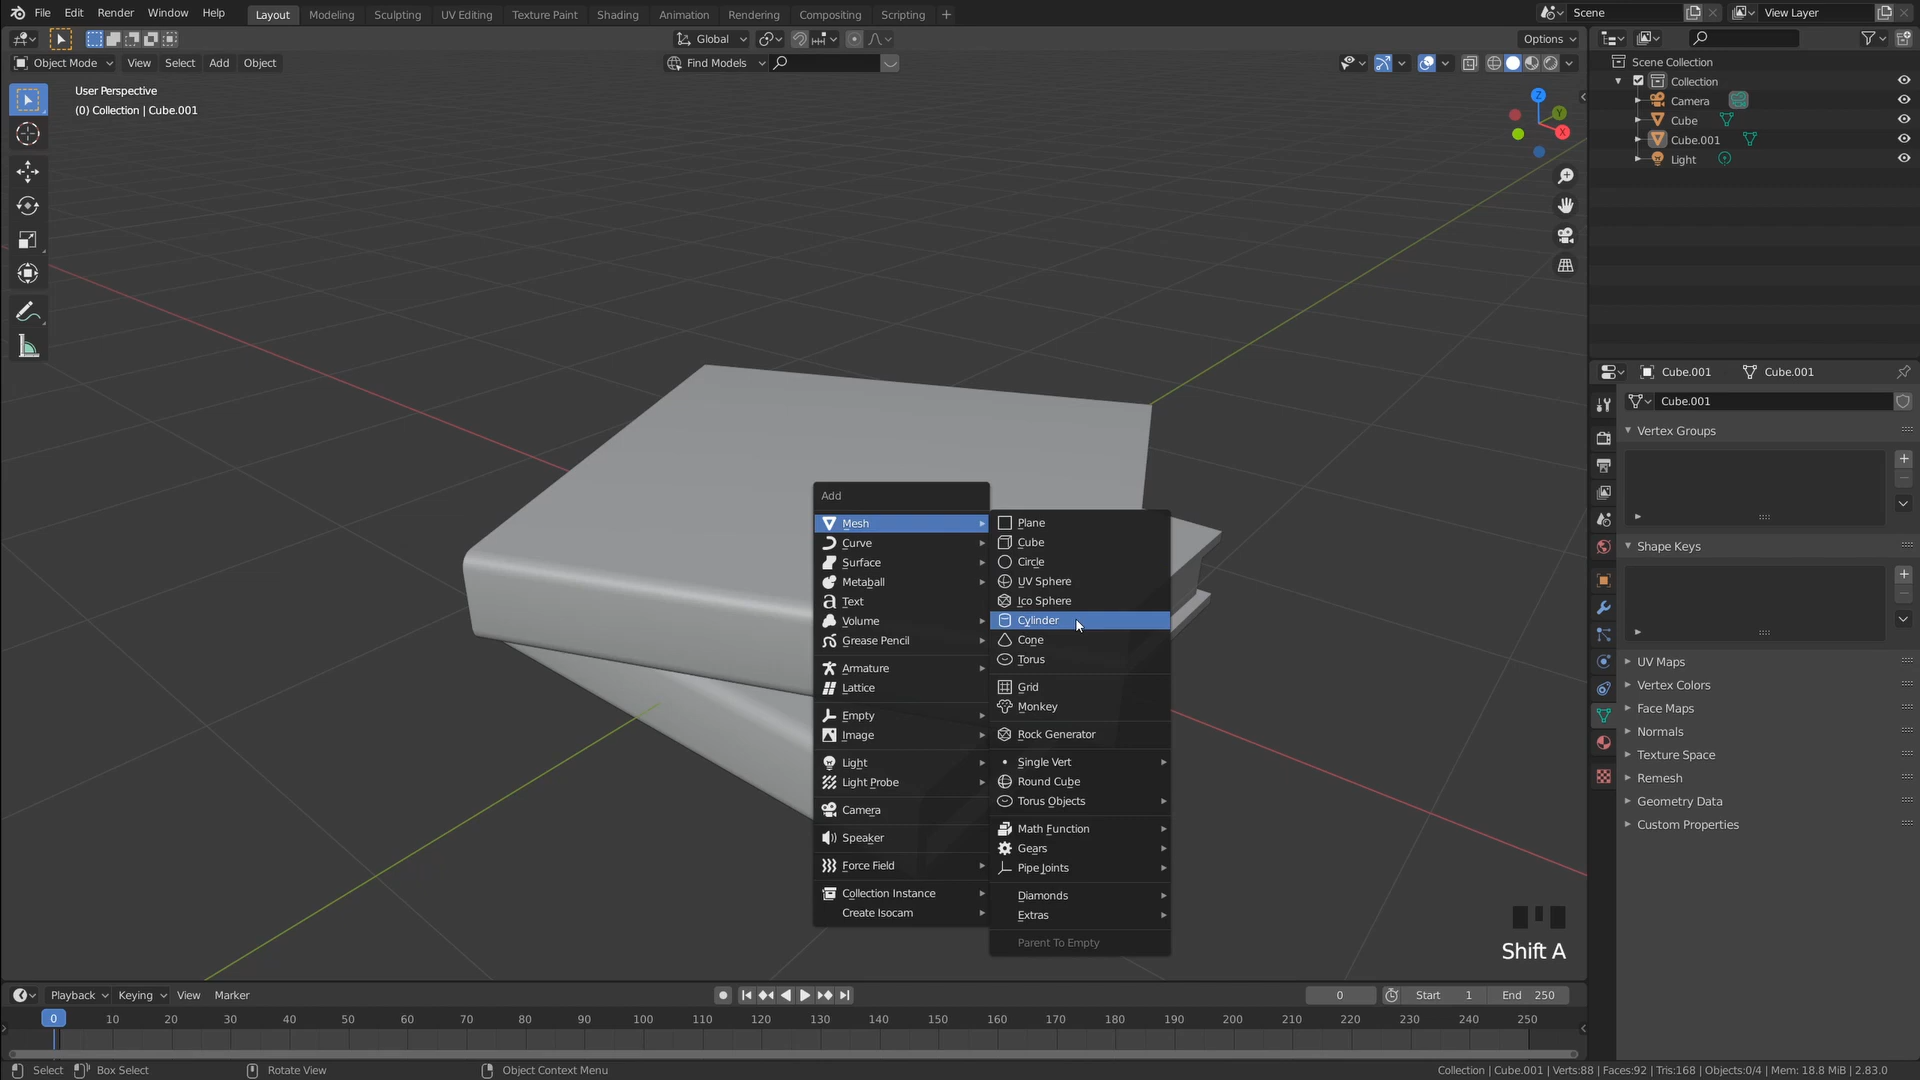 File Edit Render Window Help Layout Modeling Sculpting UV Editing Texture Paint Shading Animation Rendering Compositing Scripting + Scene View Layer
Global Options
Object Mode View Select Add Object Find Models
User Perspective
(0) Collection | Cube.001
Z
Y
X
Scene Collection
Collection
Camera
Cube
Cube.001
Light
Add
Mesh
Curve
Surface
Metaball
Text
Volume
Grease Pencil
Armature
Lattice
Empty
Image
Light
Light Probe
Camera
Speaker
Force Field
Collection Instance
Create Isocam
Plane
Cube
Circle
UV Sphere
Ico Sphere
Cylinder
Cone
Torus
Grid
Monkey
Rock Generator
Single Vert
Round Cube
Torus Objects
Math Function
Gears
Pipe Joints
Diamonds
Extras
Parent To Empty
Shift A
Cube.001 Cube.001
Cube.001
Vertex Groups
Shape Keys
UV Maps
Vertex Colors
Face Maps
Normals
Texture Space
Remesh
Geometry Data
Custom Properties
Playback Keying View Marker 0 Start 1 End 250
0 10 20 30 40 50 60 70 80 90 100 110 120 130 140 150 160 170 180 190 200 210 220 230 240 250
Select Box Select Rotate View Object Context Menu Collection | Cube.001 | Verts:88 | Faces:92 | Tris:168 | Objects:0/4 | Mem: 18.8 MiB | 2.83.0